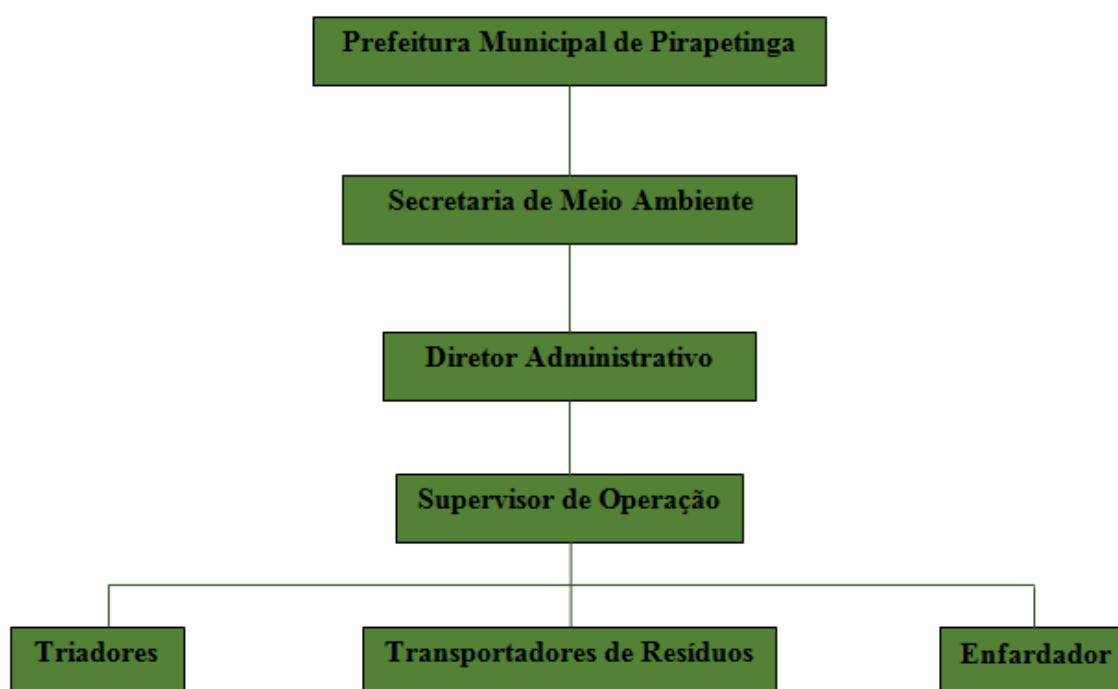 Prefeitura Municipal de Pirapetinga
Secretaria de Meio Ambiente
Diretor Administrativo
Supervisor de Operação
Triadores
Transportadores de Resíduos
Enfardador